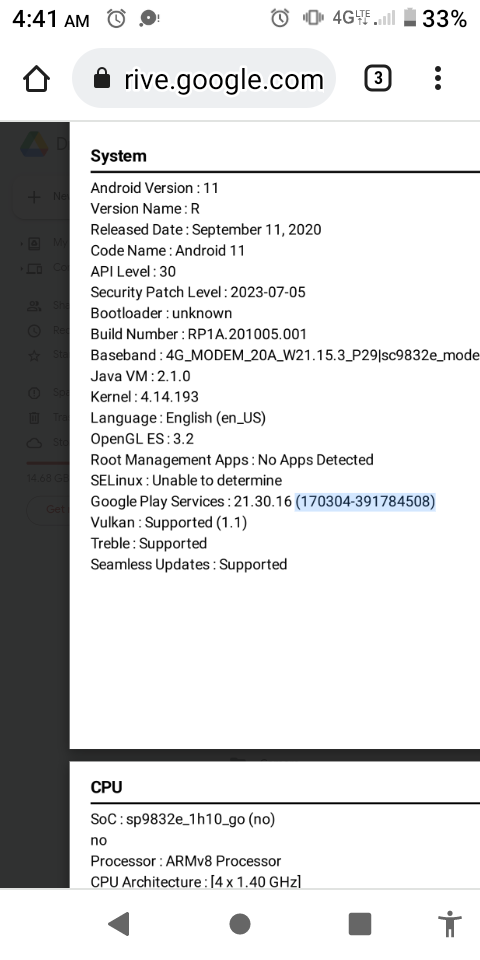 4:41 AM
4G LTE
33%
rive.google.com
3
System
Android Version : 11
Version Name : R
Released Date : September 11, 2020
Code Name : Android 11
API Level : 30
Security Patch Level : 2023-07-05
Bootloader : unknown
Build Number : RP1A.201005.001
Baseband : 4G_MODEM_20A_W21.15.3_P29|sc9832e_mode
Java VM : 2.1.0
Kernel : 4.14.193
Language : English (en_US)
OpenGL ES : 3.2
Root Management Apps : No Apps Detected
SELinux : Unable to determine
Google Play Services : 21.30.16 (170304-391784508)
Vulkan : Supported (1.1)
Treble : Supported
Seamless Updates : Supported
14.68 GB
CPU
SoC : sp9832e_1h10_go (no)
no
Processor : ARMv8 Processor
CPU Architecture : [4 x 1.40 GHz]